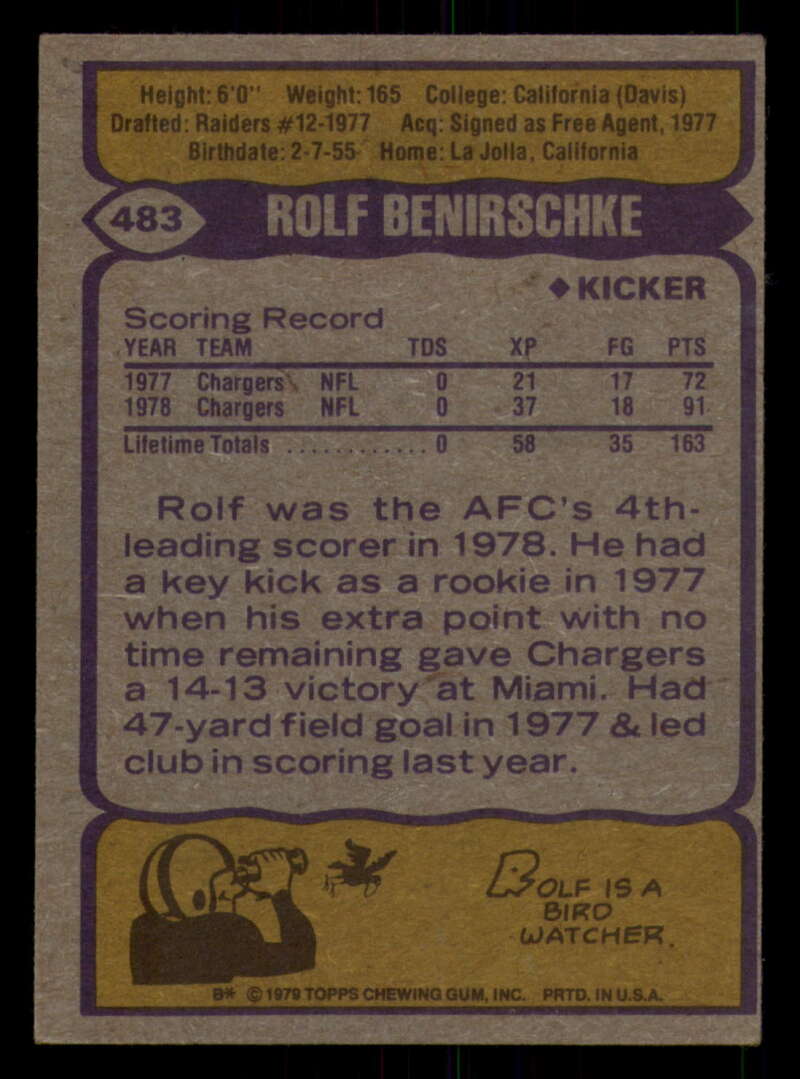 Height: 6'0" Weight: 165 College: California (Davis)
Drafted: Raiders #12-1977 Acq: Signed as Free Agent, 1977
Birthdate: 2-7-55 Home: La Jolla, California
483 ROLF BENIRSCHKE
◆ KICKER
Scoring Record
YEAR TEAM TDS XP FG PTS
1977 Chargers NFL 0 21 17 72
1978 Chargers NFL 0 37 18 91
Lifetime Totals ............ 0 58 35 163
Rolf was the AFC's 4th-
leading scorer in 1978. He had
a key kick as a rookie in 1977
when his extra point with no
time remaining gave Chargers
a 14-13 victory at Miami. Had
47-yard field goal in 1977 & led
club in scoring last year.
ROLF IS A
BIRD
WATCHER.
B* © 1979 TOPPS CHEWING GUM, INC. PRTD. IN U.S.A.